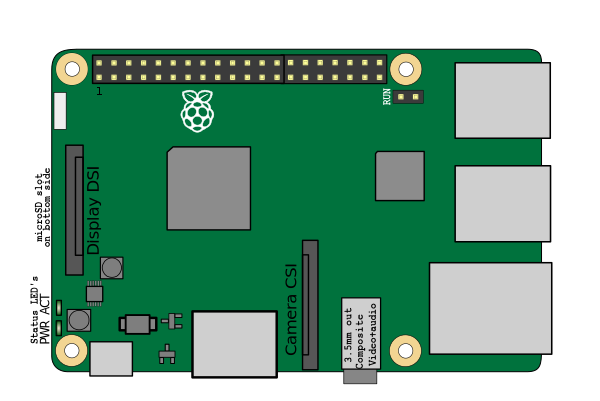 1
RUN
Display DSI
microSD slot
on bottom side
Status LED's
PWR ACT
Camera CSI
3.5mm out
Composite
Video+audio